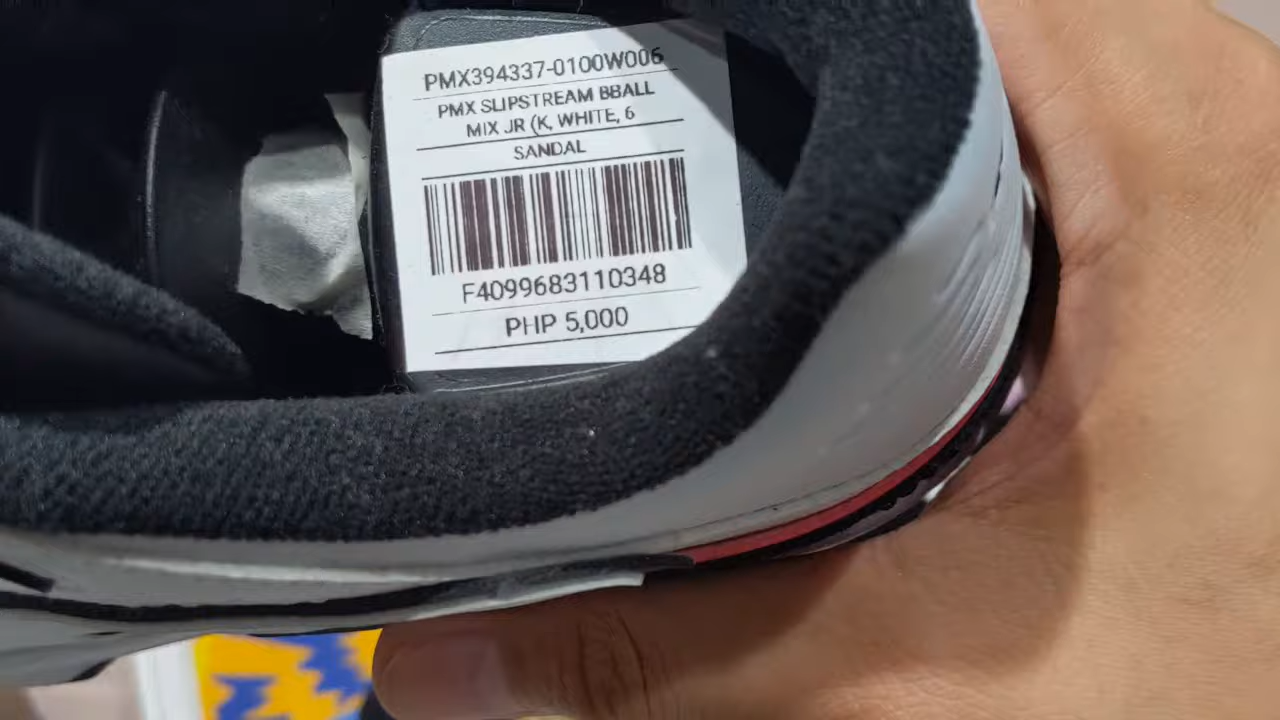 PMX394337-0100W006
PMX SLIPSTREAM BBALL
MIX JR (K, WHITE, 6
SANDAL
F4099683110348
PHP 5,000